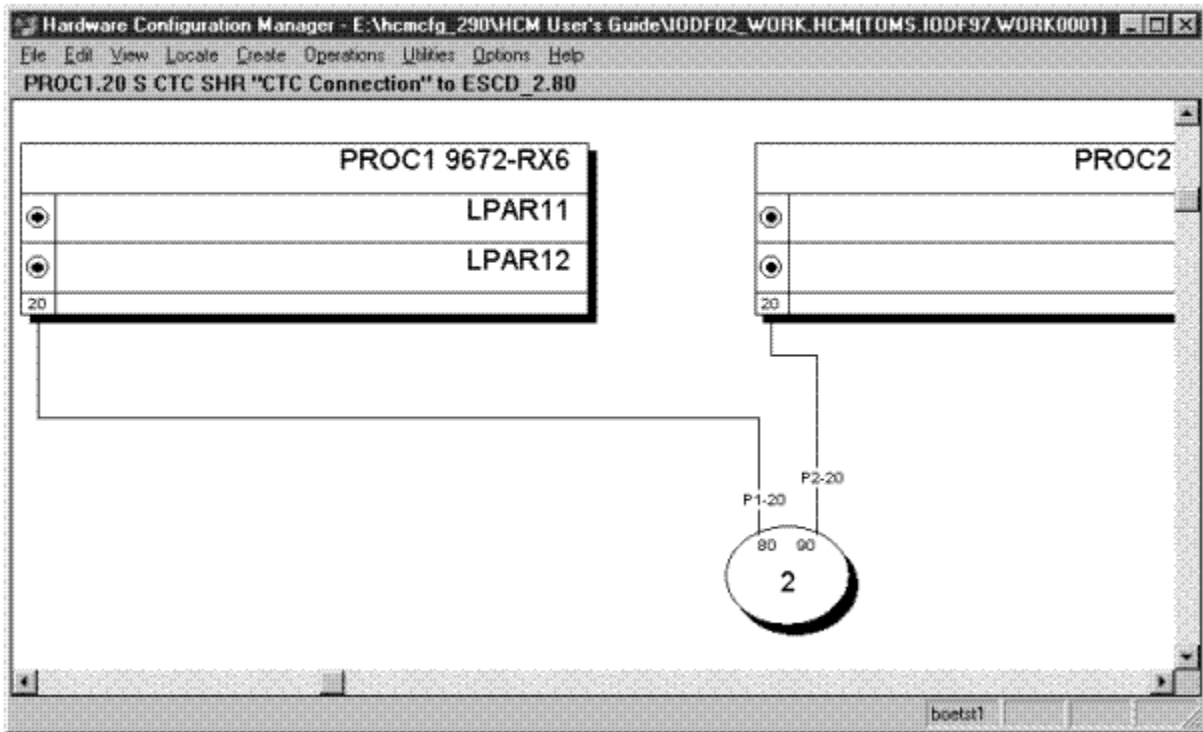 Hardware Configuration Manager - E:\hcmcfg_290\HCM User's Guide\IODF02_WORK.HCM(TOMS.IODF97.WORK0001)
File Edit View Locate Create Operations Utilities Options Help
PROC1.20 S CTC SHR "CTC Connection" to ESCD_2.80
PROC1 9672-RX6
PROC2
LPAR11
LPAR12
20
20
P2-20
P1-20
80 90
2
boetst1